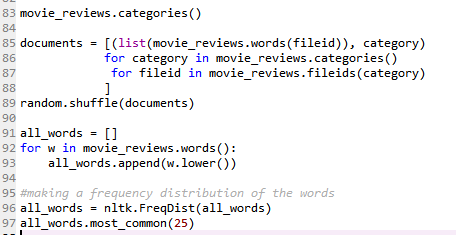 83 movie_reviews.categories()
84
85 documents = [(list(movie_reviews.words(fileid)), category)
86             for category in movie_reviews.categories()
87              for fileid in movie_reviews.fileids(category)
88             ]
89 random.shuffle(documents)
90
91 all_words = []
92 for w in movie_reviews.words():
93     all_words.append(w.lower())
94
95 #making a frequency distribution of the words
96 all_words = nltk.FreqDist(all_words)
97 all_words.most_common(25)